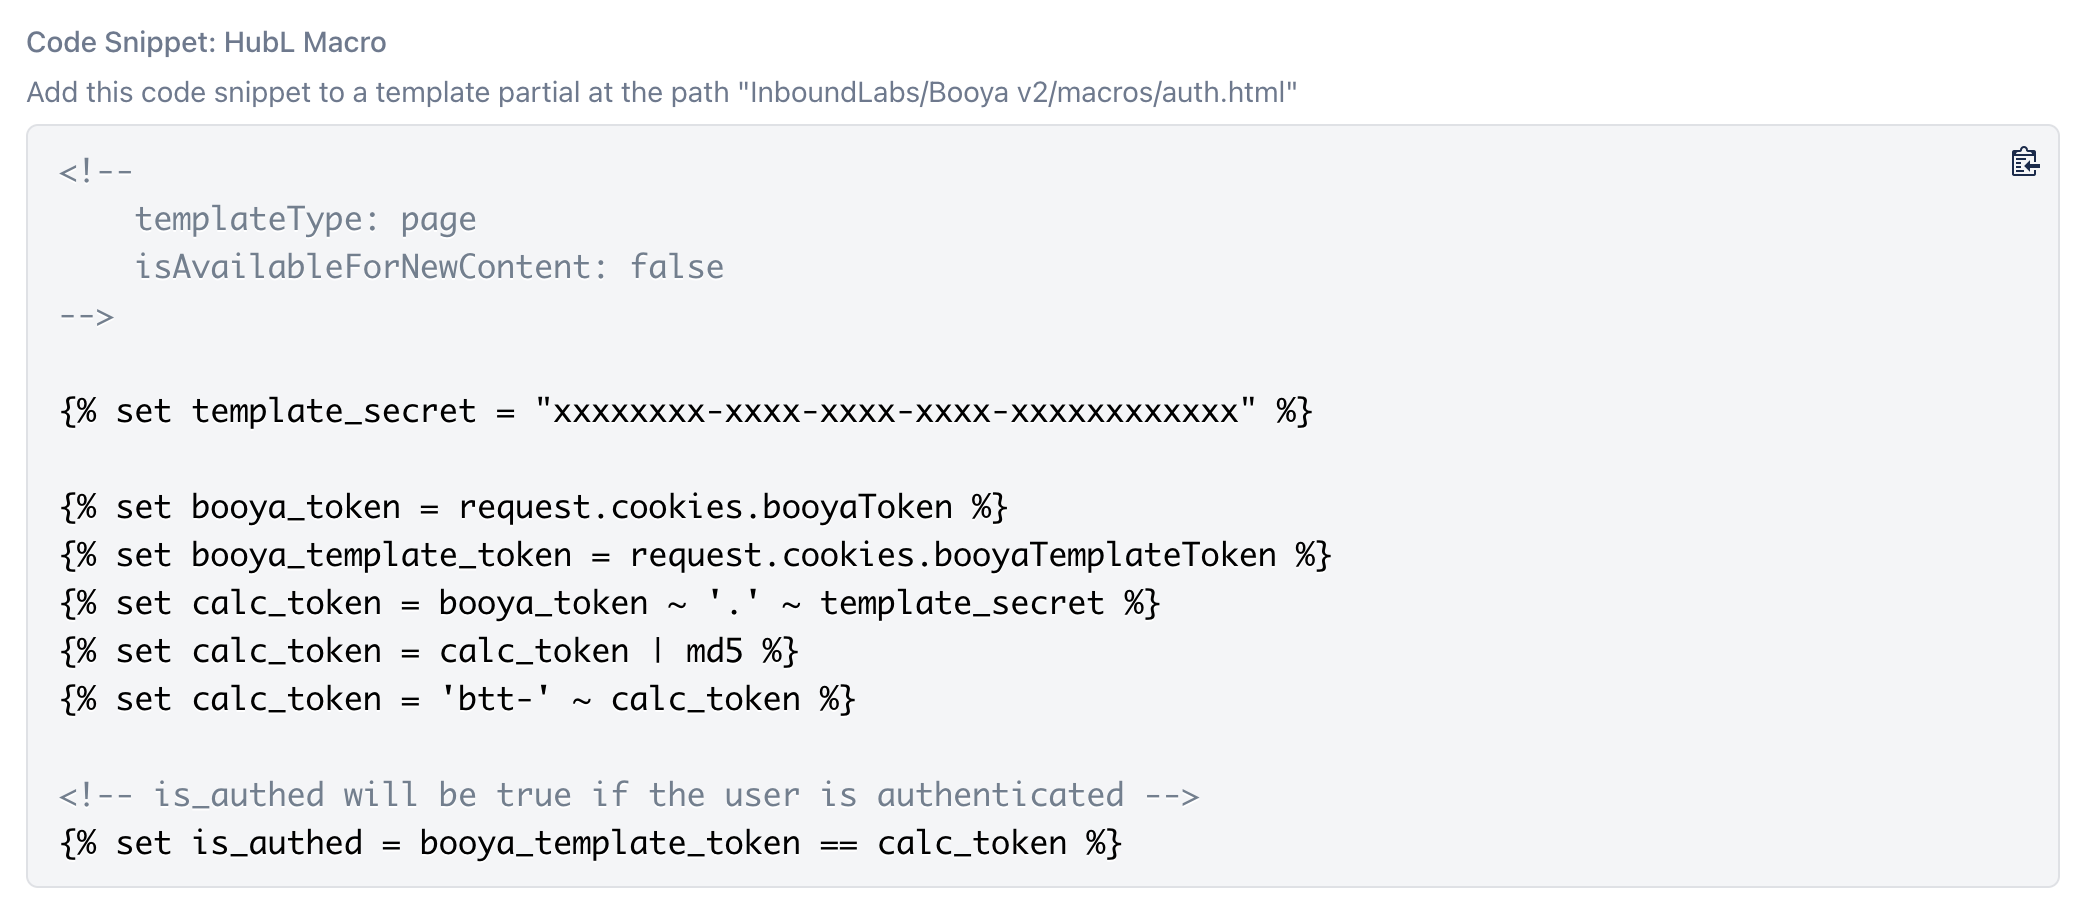 Code Snippet: HubL Macro
Add this code snippet to a template partial at the path "InboundLabs/Booya v2/macros/auth.html"
<!--
    templateType: page
    isAvailableForNewContent: false
-->
{% set template_secret = "xxxxxxxx-xxxx-xxxx-xxxx-xxxxxxxxxxxx" %}
{% set booya_token = request.cookies.booyaToken %}
{% set booya_template_token = request.cookies.booyaTemplateToken %}
{% set calc_token = booya_token ~ '.' ~ template_secret %}
{% set calc_token = calc_token | md5 %}
{% set calc_token = 'btt-' ~ calc_token %}
<!-- is_authed will be true if the user is authenticated -->
{% set is_authed = booya_template_token == calc_token %}